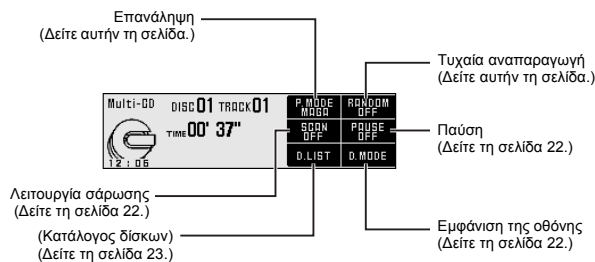 Επανάληψη
(Δείτε αυτήν τη σελίδα.)
Τυχαία αναπαραγωγή
(Δείτε αυτήν τη σελίδα.)
Multi-CD DISC 01 TRACK 01
TIME 00' 37"
12:06
P.MODE
MAGA
RANDOM
OFF
SCAN
OFF
PAUSE
OFF
D.LIST
D.MODE
Παύση
(Δείτε τη σελίδα 22.)
Λειτουργία σάρωσης
(Δείτε τη σελίδα 22.)
(Κατάλογος δίσκων)
(Δείτε τη σελίδα 23.)
Εμφάνιση της οθόνης
(Δείτε τη σελίδα 22.)